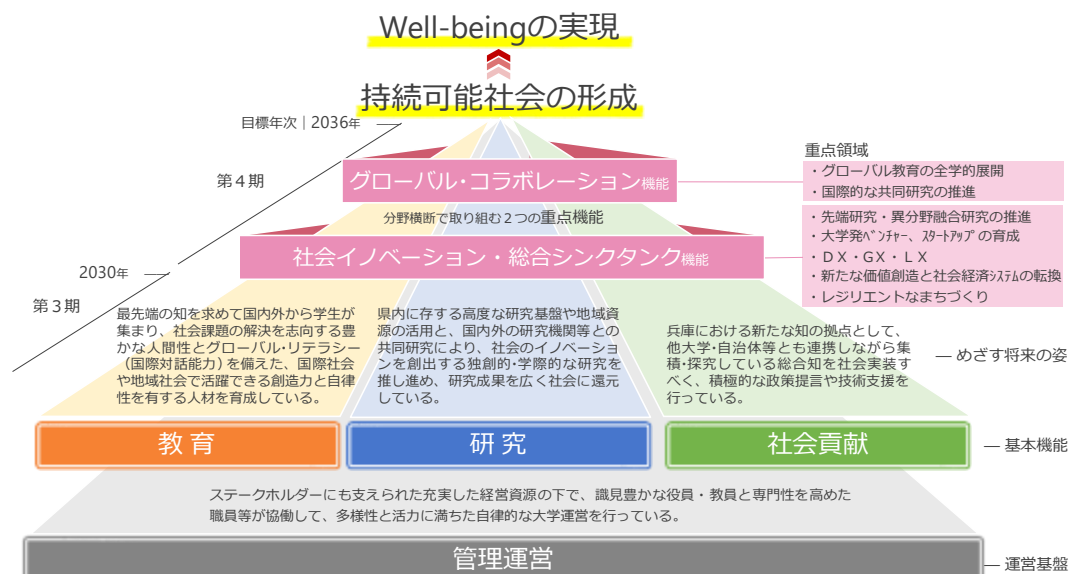 Well-beingの実現
持続可能社会の形成
目標年次｜2036年
第４期
グローバル・コラボレーション機能
重点領域
・グローバル教育の全学的展開
・国際的な共同研究の推進
分野横断で取り組む２つの重点機能
社会イノベーション・総合シンクタンク機能
・先端研究・異分野融合研究の推進
・大学発ﾍﾞﾝﾁｬｰ、ｽﾀｰﾄｱｯﾌﾟの育成
・ＤＸ・GX・ＬＸ
・新たな価値創造と社会経済ｼｽﾃﾑの転換
・レジリエントなまちづくり
2030年
第３期
最先端の知を求めて国内外から学生が
集まり、社会課題の解決を志向する豊
かな人間性とグローバル・リテラシー
（国際対話能力）を備えた、国際社会
や地域社会で活躍できる創造力と自律
性を有する人材を育成している。
県内に存する高度な研究基盤や地域資
源の活用と、国内外の研究機関等との
共同研究により、社会のイノベーショ
ンを創出する独創的・学際的な研究を
推し進め、研究成果を広く社会に還元
している。
兵庫における新たな知の拠点として、
他大学・自治体等とも連携しながら集
積・探究している総合知を社会実装す
べく、積極的な政策提言や技術支援を
行っている。
めざす将来の姿
教育
研究
社会貢献
基本機能
ステークホルダーにも支えられた充実した経営資源の下で、識見豊かな役員・教員と専門性を高めた
職員等が協働して、多様性と活力に満ちた自律的な大学運営を行っている。
管理運営
運営基盤